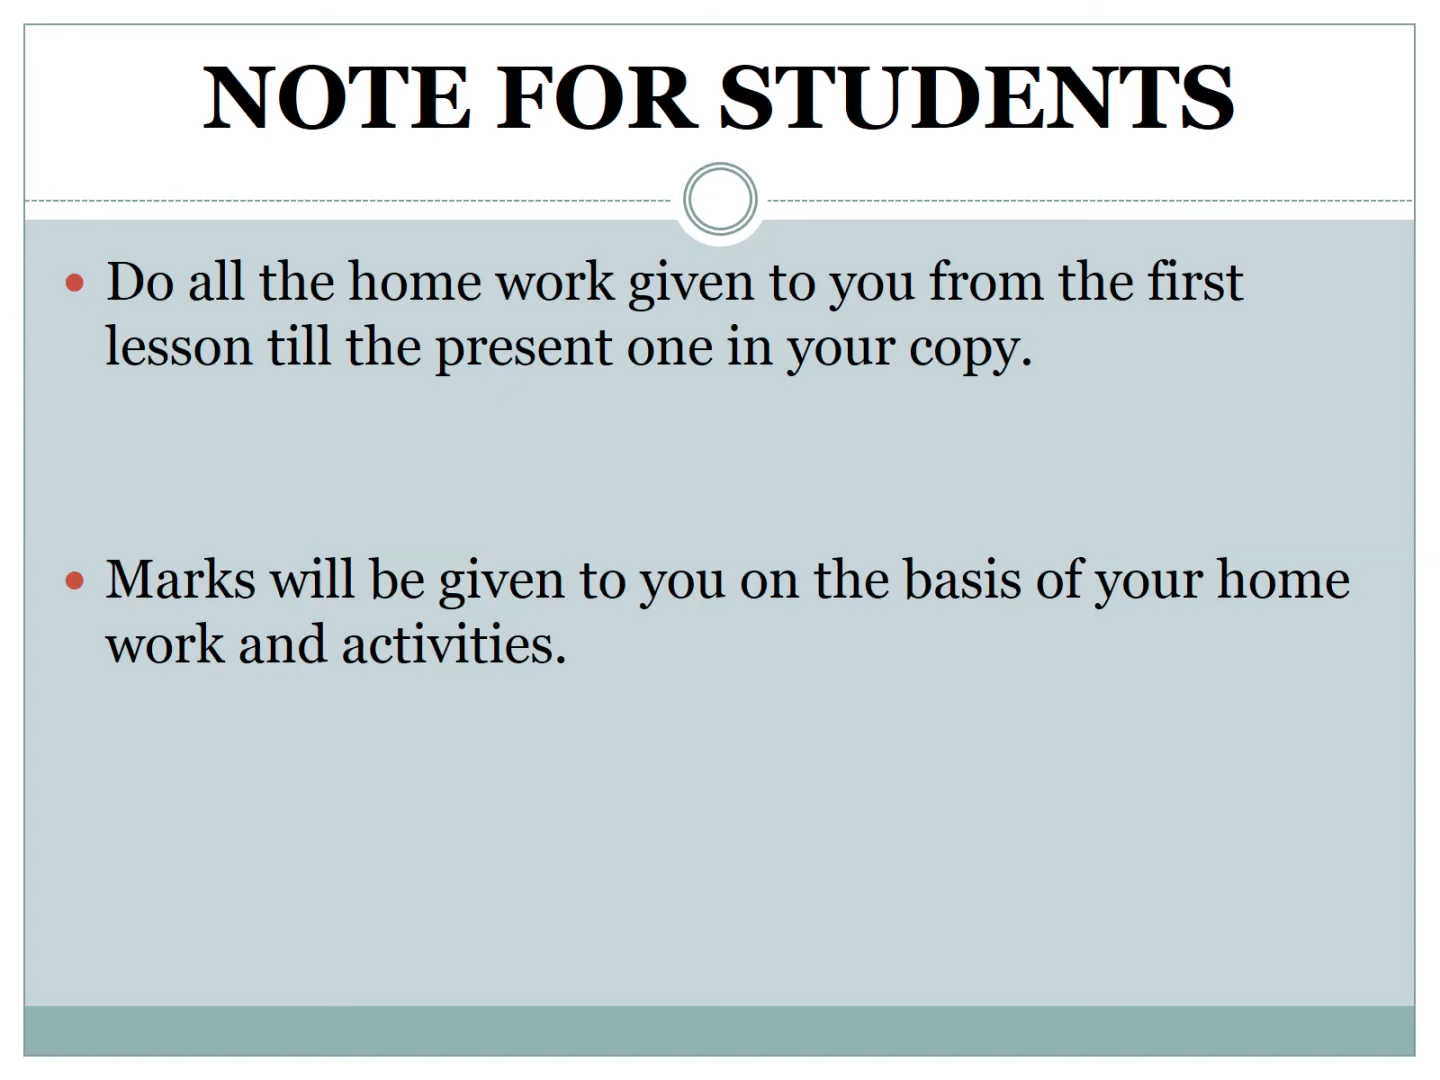 NOTE FOR STUDENTS
• Do all the home work given to you from the first
lesson till the present one in your copy.
• Marks will be given to you on the basis of your home
work and activities.